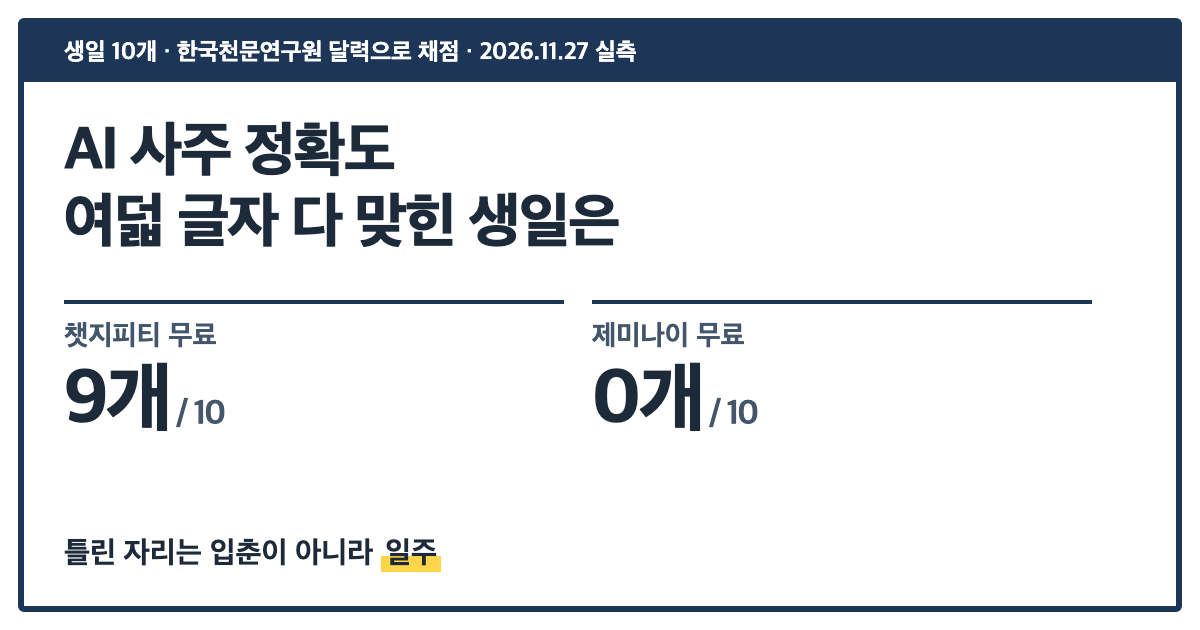 생일 10개 · 한국천문연구원 달력으로 채점 · 2026.11.27 실측
AI 사주 정확도
여덟 글자 다 맞힌 생일은
챗지피티 무료
9개 / 10
제미나이 무료
0개 / 10
틀린 자리는 입춘이 아니라 일주